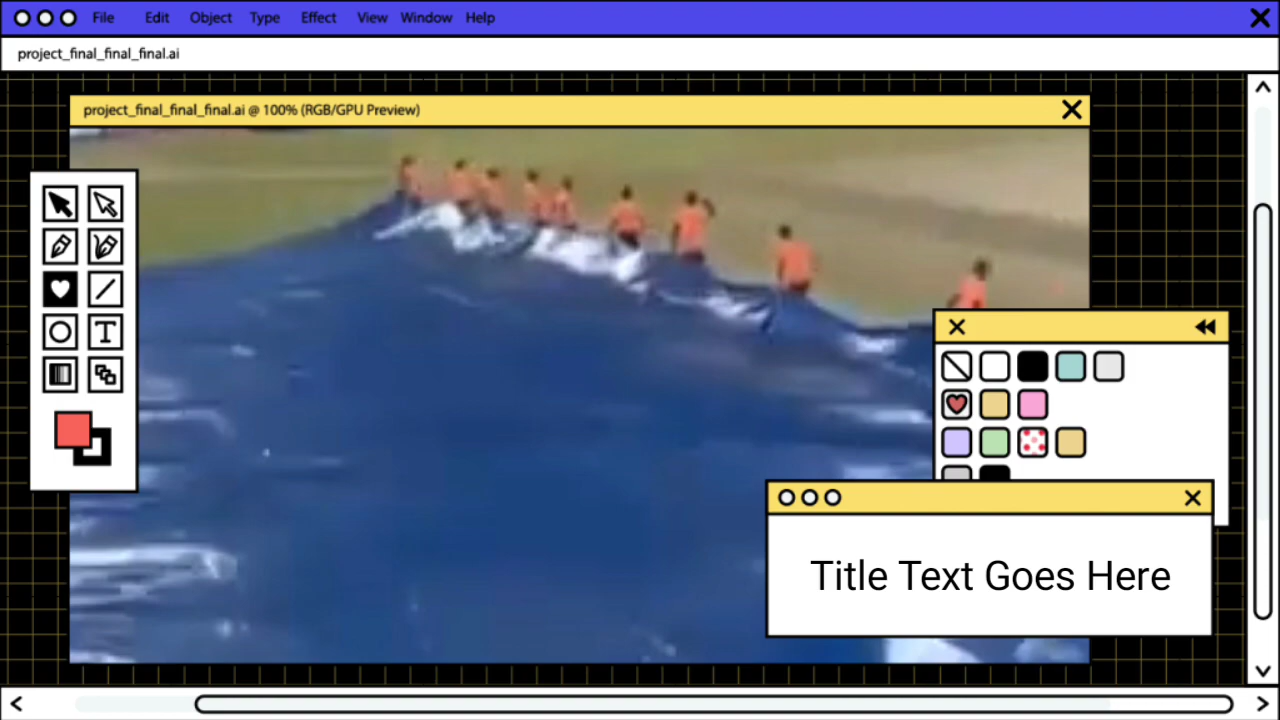 File Edit Object Type Effect View Window Help
project_final_final_final.ai
project_final_final_final.ai @ 100% (RGB/GPU Preview)
T
Title Text Goes Here